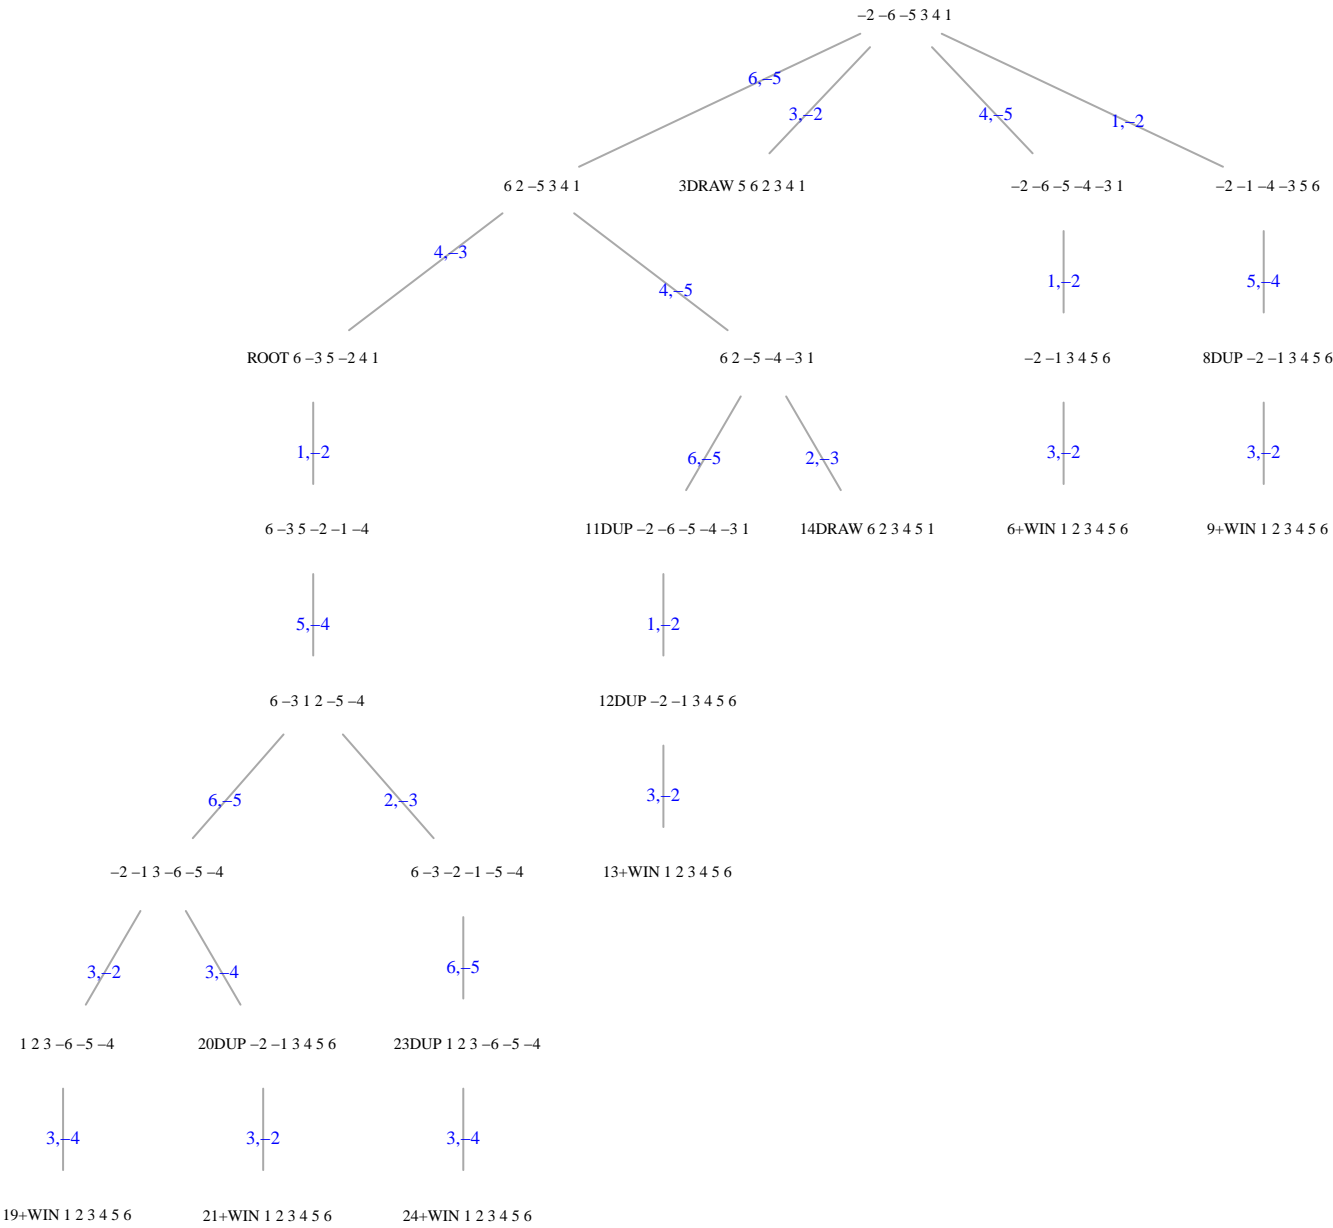 −2 −6 −5 3 4 1
6,−5
3,−2
4,−5
1,−2
6 2 −5 3 4 1
3DRAW 5 6 2 3 4 1
−2 −6 −5 −4 −3 1
−2 −1 −4 −3 5 6
4,−3
4,−5
1,−2
5,−4
ROOT 6 −3 5 −2 4 1
6 2 −5 −4 −3 1
−2 −1 3 4 5 6
8DUP −2 −1 3 4 5 6
1,−2
6,−5
2,−3
3,−2
3,−2
6 −3 5 −2 −1 −4
11DUP −2 −6 −5 −4 −3 1
14DRAW 6 2 3 4 5 1
6+WIN 1 2 3 4 5 6
9+WIN 1 2 3 4 5 6
5,−4
1,−2
6 −3 1 2 −5 −4
12DUP −2 −1 3 4 5 6
6,−5
2,−3
3,−2
−2 −1 3 −6 −5 −4
6 −3 −2 −1 −5 −4
13+WIN 1 2 3 4 5 6
3,−2
3,−4
6,−5
1 2 3 −6 −5 −4
20DUP −2 −1 3 4 5 6
23DUP 1 2 3 −6 −5 −4
3,−4
3,−2
3,−4
19+WIN 1 2 3 4 5 6
21+WIN 1 2 3 4 5 6
24+WIN 1 2 3 4 5 6